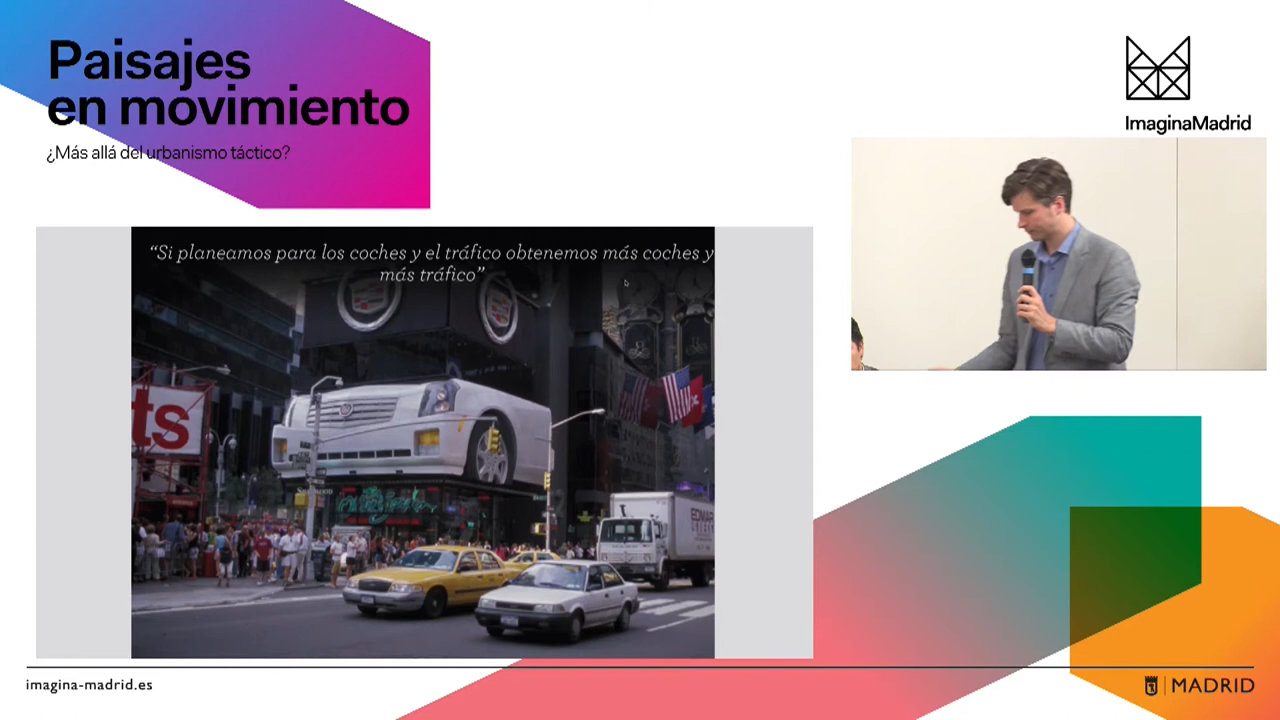 Paisajes
en movimiento
¿Más allá del urbanismo táctico?
ImaginaMadrid
“Si planeamos para los coches y el tráfico obtenemos más coches y
más tráfico”
ts
imagina-madrid.es
MADRID